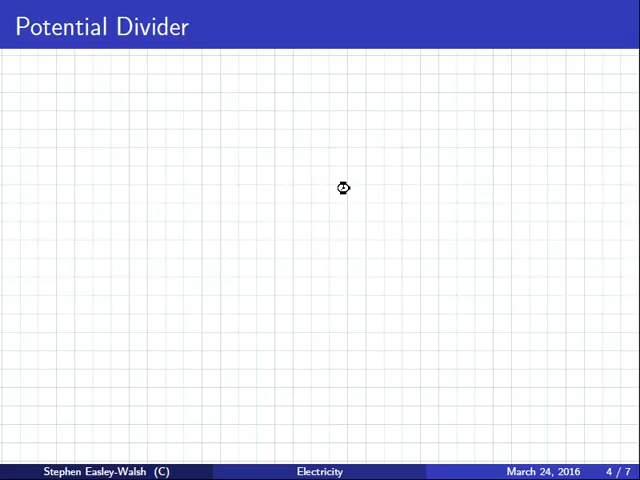 Potential Divider
Stephen Easley-Walsh (C) Electricity March 24, 2016 4 / 7